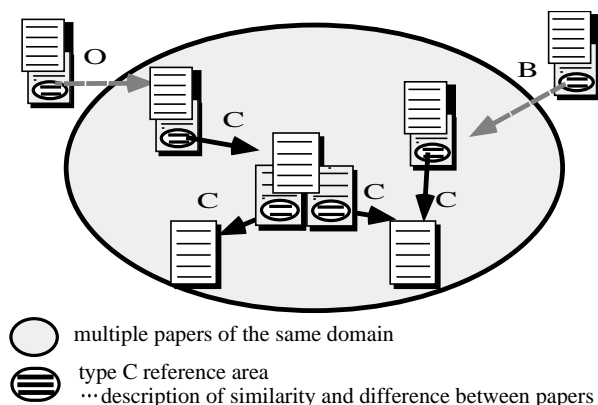 O
B
C
C
C
C
multiple papers of the same domain
type C reference area
…description of similarity and difference between papers